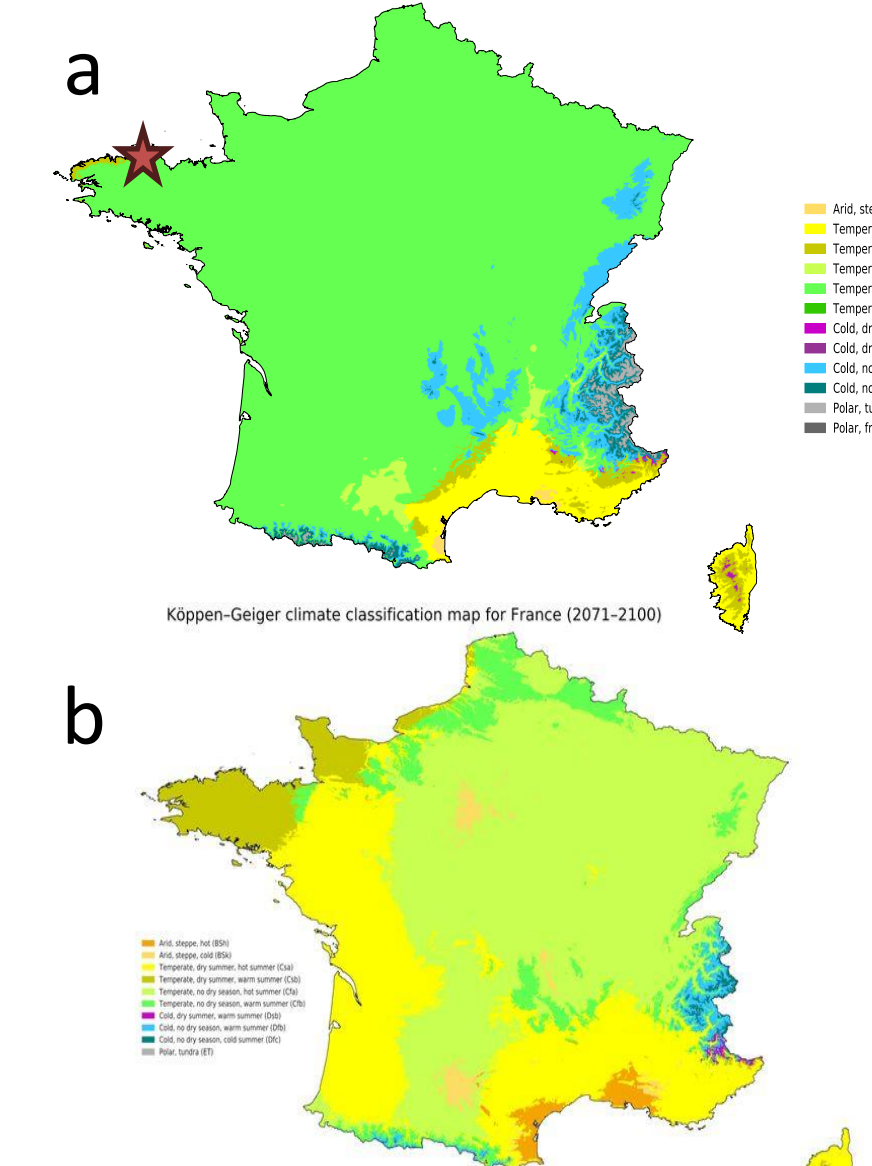 a
Arid, ste
Temper
Temper
Temper
Temper
Temper
Cold, dr
Cold, dr
Cold, no
Cold, no
Polar, tu
Polar, fr
Köppen–Geiger climate classification map for France (2071–2100)
b
Arid, steppe, hot (BSh)
Arid, steppe, cold (BSk)
Temperate, dry summer, hot summer (Csa)
Temperate, dry summer, warm summer (Csb)
Temperate, no dry season, hot summer (Cfa)
Temperate, no dry season, warm summer (Cfb)
Cold, dry summer, warm summer (Dsb)
Cold, no dry season, warm summer (Dfb)
Cold, no dry season, cold summer (Dfc)
Polar, tundra (ET)